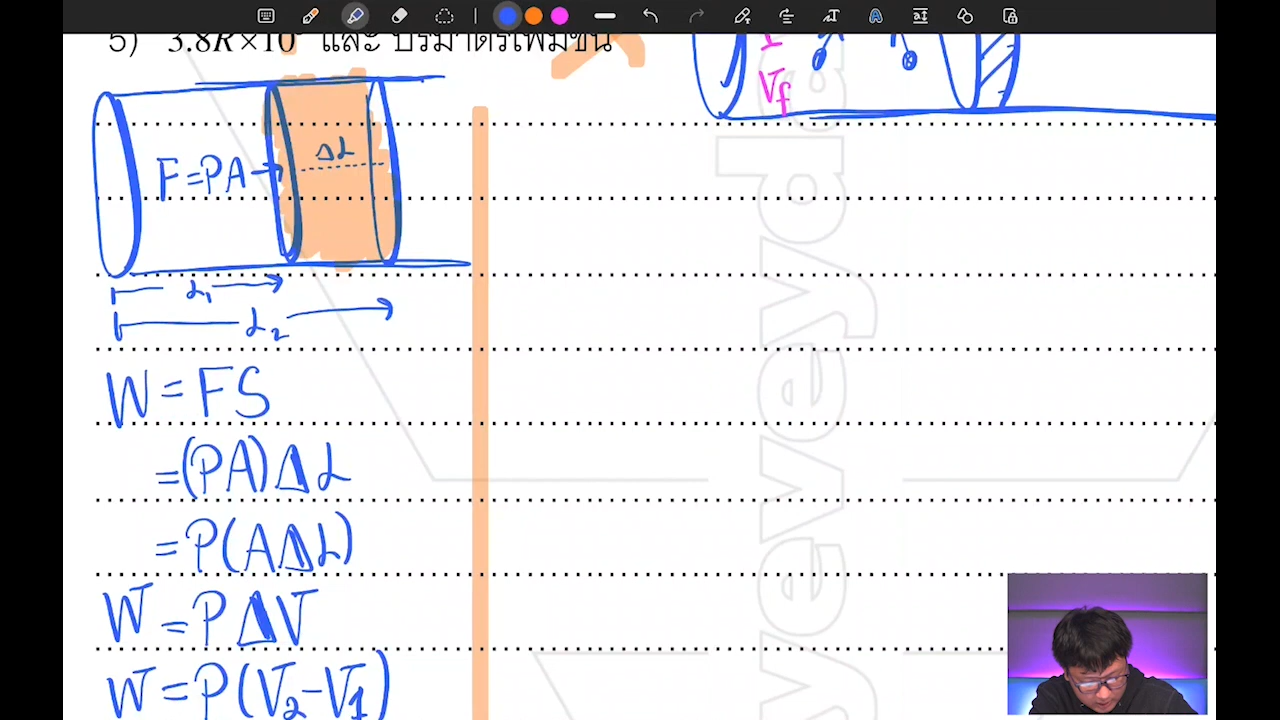 5) 3.8R×10 และ ปริมาตรเพิ่มขึ้น
V_f
F=PA
ΔL
L₁
L₂
W = FS
=(PA)ΔL
=P(AΔL)
W = PΔV
W = P(V₂-V₁)